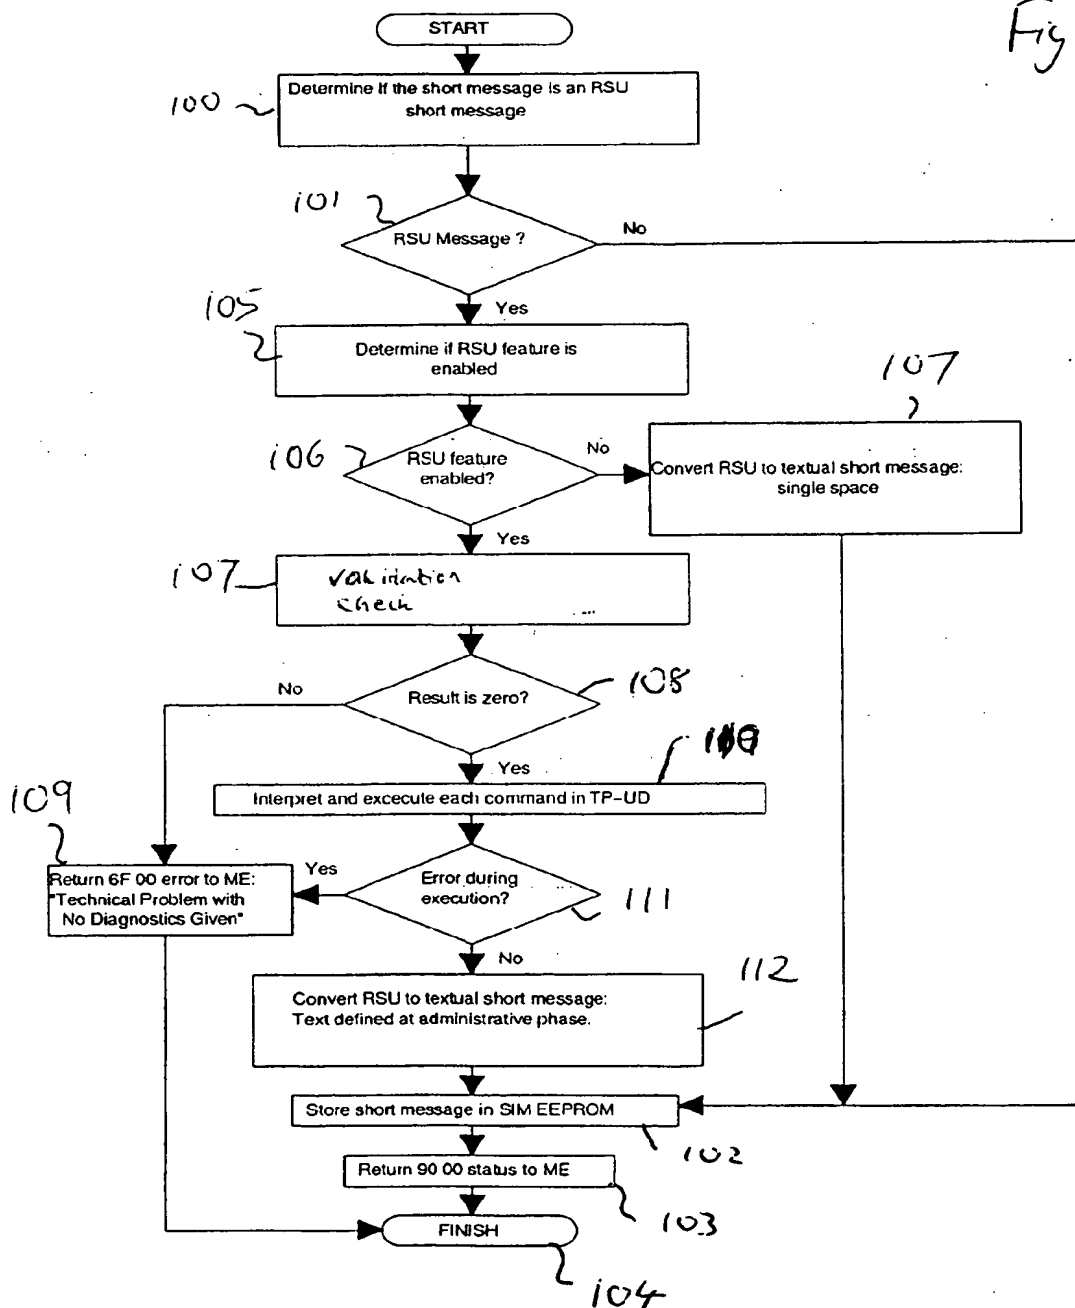 Fig
START
100
Determine if the short message is an RSU
short message
101
RSU Message ?
No
Yes
105
Determine if RSU feature is
enabled
107
106
RSU feature
enabled?
No
Convert RSU to textual short message:
single space
Yes
107
validation
check
...
No
Result is zero?
108
Yes
Interpret and excecute each command in TP-UD
109
Return 6F 00 error to ME:
"Technical Problem with
No Diagnostics Given"
Yes
Error during
execution?
111
No
112
Convert RSU to textual short message:
Text defined at administrative phase.
Store short message in SIM EEPROM
102
Return 90 00 status to ME
103
FINISH
104